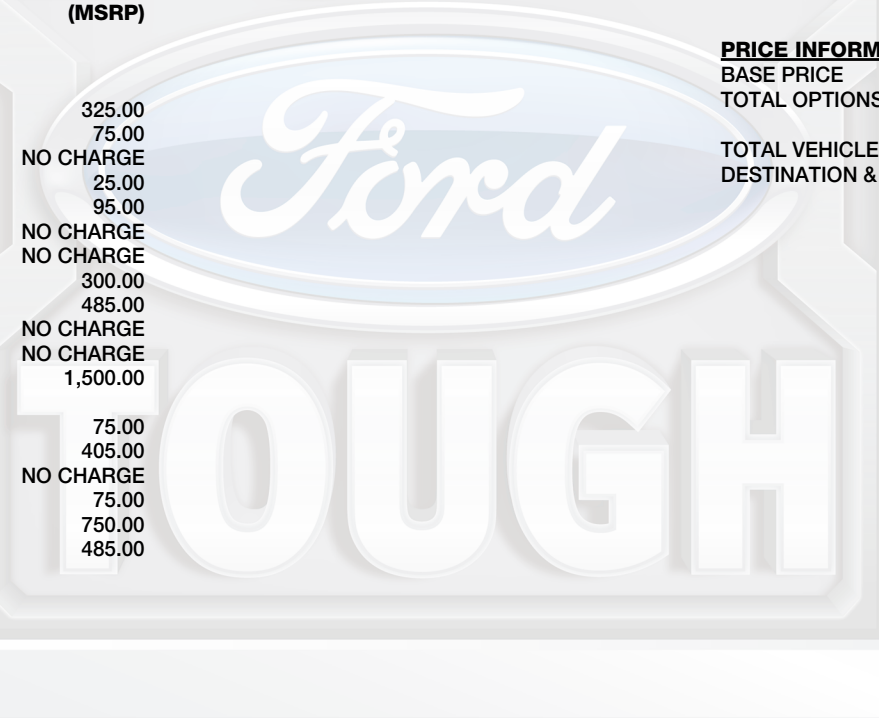 (MSRP)
325.00
75.00
NO CHARGE
25.00
95.00
NO CHARGE
NO CHARGE
300.00
485.00
NO CHARGE
NO CHARGE
1,500.00
75.00
405.00
NO CHARGE
75.00
750.00
485.00
PRICE INFORM
BASE PRICE
TOTAL OPTIONS
TOTAL VEHICLE
DESTINATION &
Ford
TOUGH